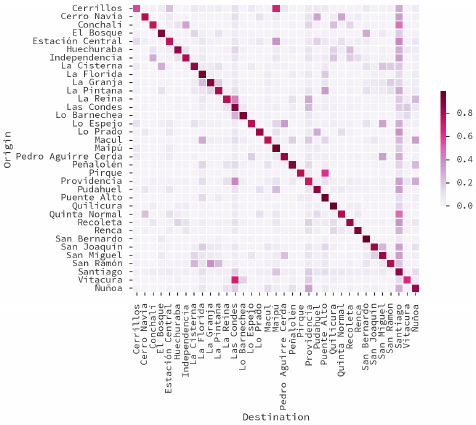 Origin
Cerrillos
Cerro Navia
Conchalí
El Bosque
Estación Central
Huechuraba
Independencia
La Cisterna
La Florida
La Granja
La Pintana
La Reina
Las Condes
Lo Barnechea
Lo Espejo
Lo Prado
Macul
Maipú
Pedro Aguirre Cerda
Peñalolén
Pirque
Providencia
Pudahuel
Puente Alto
Quilicura
Quinta Normal
Recoleta
Renca
San Bernardo
San Joaquín
San Miguel
San Ramón
Santiago
Vitacura
Ñuñoa
Cerrillos
Cerro Navia
Conchalí
El Bosque
Estación Central
Huechuraba
Independencia
La Cisterna
La Florida
La Granja
La Pintana
La Reina
Las Condes
Lo Barnechea
Lo Espejo
Lo Prado
Macul
Maipú
Pedro Aguirre Cerda
Peñalolén
Pirque
Providencia
Pudahuel
Puente Alto
Quilicura
Quinta Normal
Recoleta
Renca
San Bernardo
San Joaquín
San Miguel
San Ramón
Santiago
Vitacura
Ñuñoa
Destination
0.8
0.6
0.4
0.2
0.0